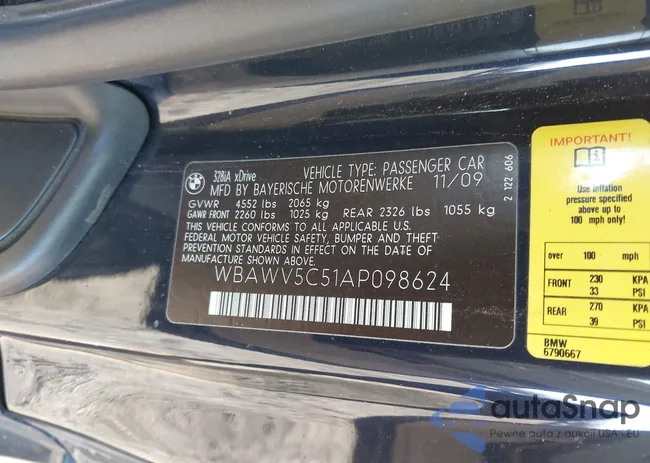 BMW
328iA xDrive VEHICLE TYPE: PASSENGER CAR
MFD BY BAYERISCHE MOTORENWERKE 11/09
GVWR 4552 lbs 2065 kg
GAWR FRONT 2260 lbs 1025 kg REAR 2326 lbs 1055 kg
THIS VEHICLE CONFORMS TO ALL APPLICABLE U.S.
FEDERAL MOTOR VEHICLE SAFETY, BUMPER AND THEFT
PREVENTION STANDARDS IN EFFECT ON THE DATE OF
MANUFACTURE SHOWN ABOVE.
WBAWV5C51AP098624
2 122 606
IMPORTANT!
Use inflation
pressure specified
above up to
100 mph only!
over 100 mph
FRONT 230 KPA
33 PSI
REAR 270 KPA
39 PSI
BMW
6790667
autoSnap
Pewne auta z aukcji USA i EU